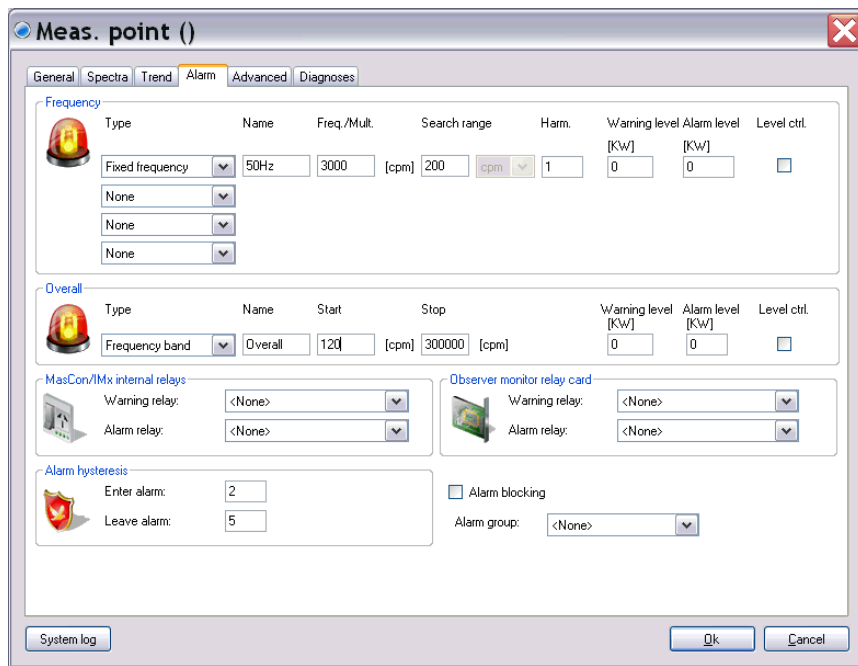 Meas. point ()
General Spectra Trend Alarm Advanced Diagnoses
Frequency
Type Name Freq./Mult. Search range Harm. Warning level Alarm level Level ctrl.
[KW] [KW]
Fixed frequency 50Hz 3000 [cpm] 200 cpm 1 0 0
None
None
None
Overall
Type Name Start Stop Warning level Alarm level Level ctrl.
[KW] [KW]
Frequency band Overall 120 [cpm] 300000 [cpm] 0 0
MasCon/IMx internal relays Observer monitor relay card
Warning relay: <None> Warning relay: <None>
Alarm relay: <None> Alarm relay: <None>
Alarm hysteresis
Enter alarm: 2 Alarm blocking
Leave alarm: 5 Alarm group: <None>
System log Ok Cancel